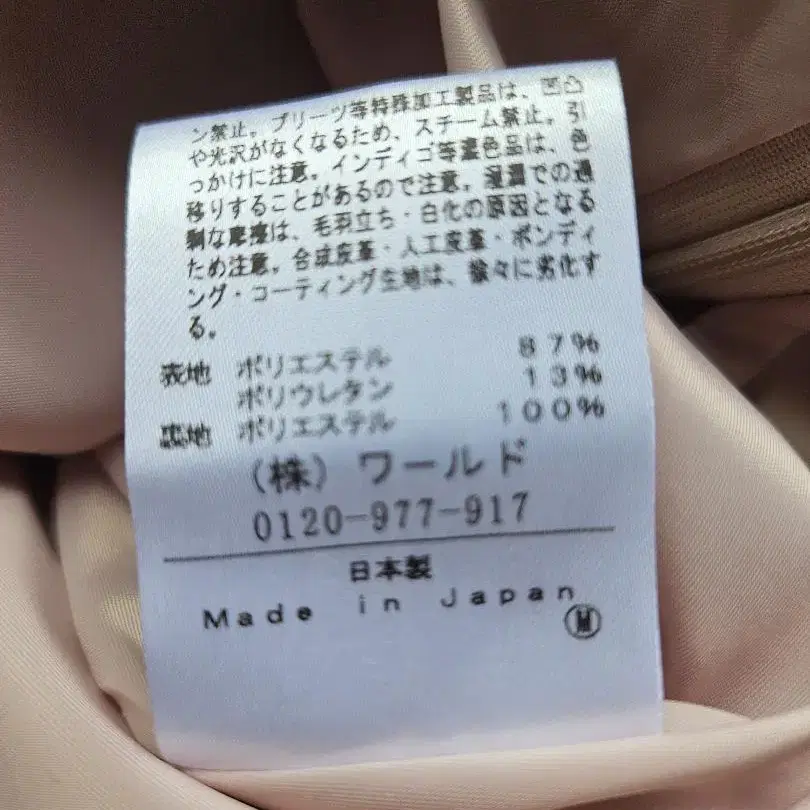 ン禁止。プリーツ等特殊加工製品は、凹凸
や光沢がなくなるため、スチーム禁止。引
っかけに注意。インディゴ等濃色品は、色
移りすることがあるので注意。湿潤での過
剰な摩擦は、毛羽立ち・白化の原因となる
ため注意。合成皮革・人工皮革・ボンディ
ング・コーティング生地は、徐々に劣化す
る。
表地 ポリエステル 87%
ポリウレタン 13%
裏地 ポリエステル 100%
(株) ワールド
0120-977-917
日本製
Made in Japan
M